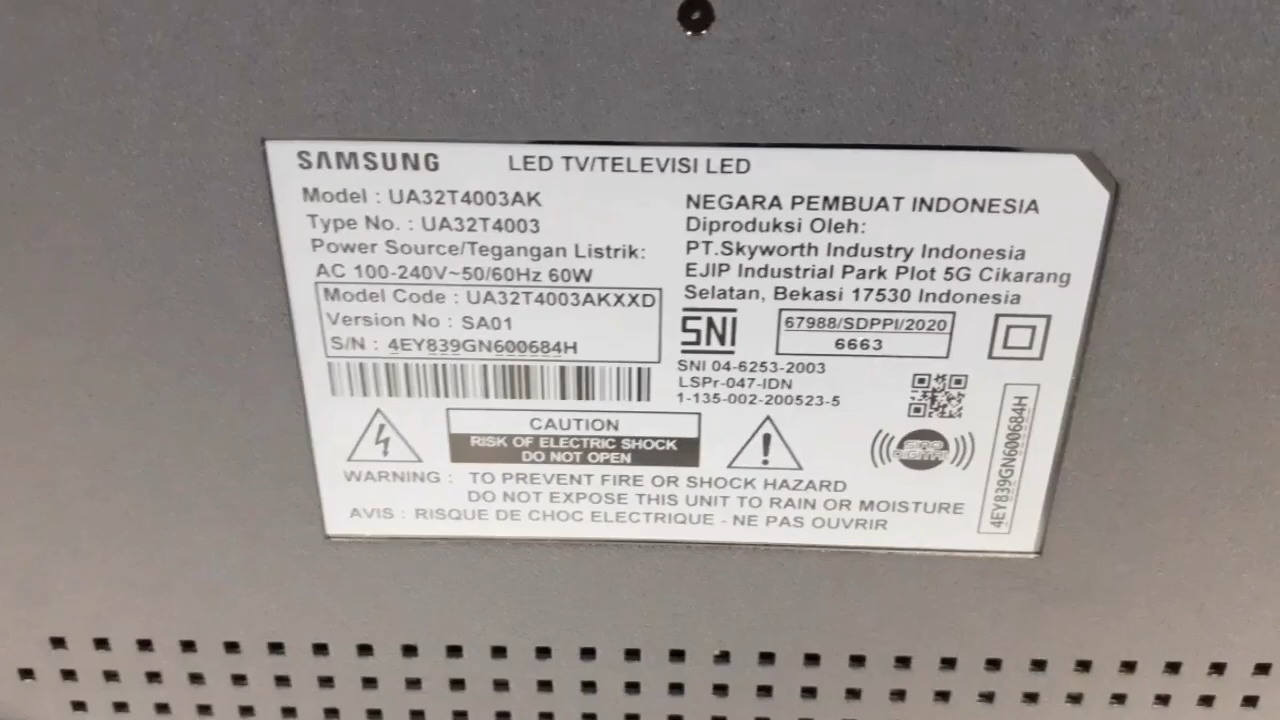 SAMSUNG LED TV/TELEVISI LED
Model : UA32T4003AK
Type No. : UA32T4003
Power Source/Tegangan Listrik:
AC 100-240V~50/60Hz 60W
Model Code : UA32T4003AKXXD
Version No : SA01
S/N : 4EY839GN600684H
NEGARA PEMBUAT INDONESIA
Diproduksi Oleh:
PT.Skyworth Industry Indonesia
EJIP Industrial Park Plot 5G Cikarang
Selatan, Bekasi 17530 Indonesia
SNI
67988/SDPPI/2020
6663
SNI 04-6253-2003
LSPr-047-IDN
1-135-002-200523-5
CAUTION
RISK OF ELECTRIC SHOCK
DO NOT OPEN
DIGITAL
4EY839GN600684H
WARNING : TO PREVENT FIRE OR SHOCK HAZARD
DO NOT EXPOSE THIS UNIT TO RAIN OR MOISTURE
AVIS : RISQUE DE CHOC ELECTRIQUE - NE PAS OUVRIR